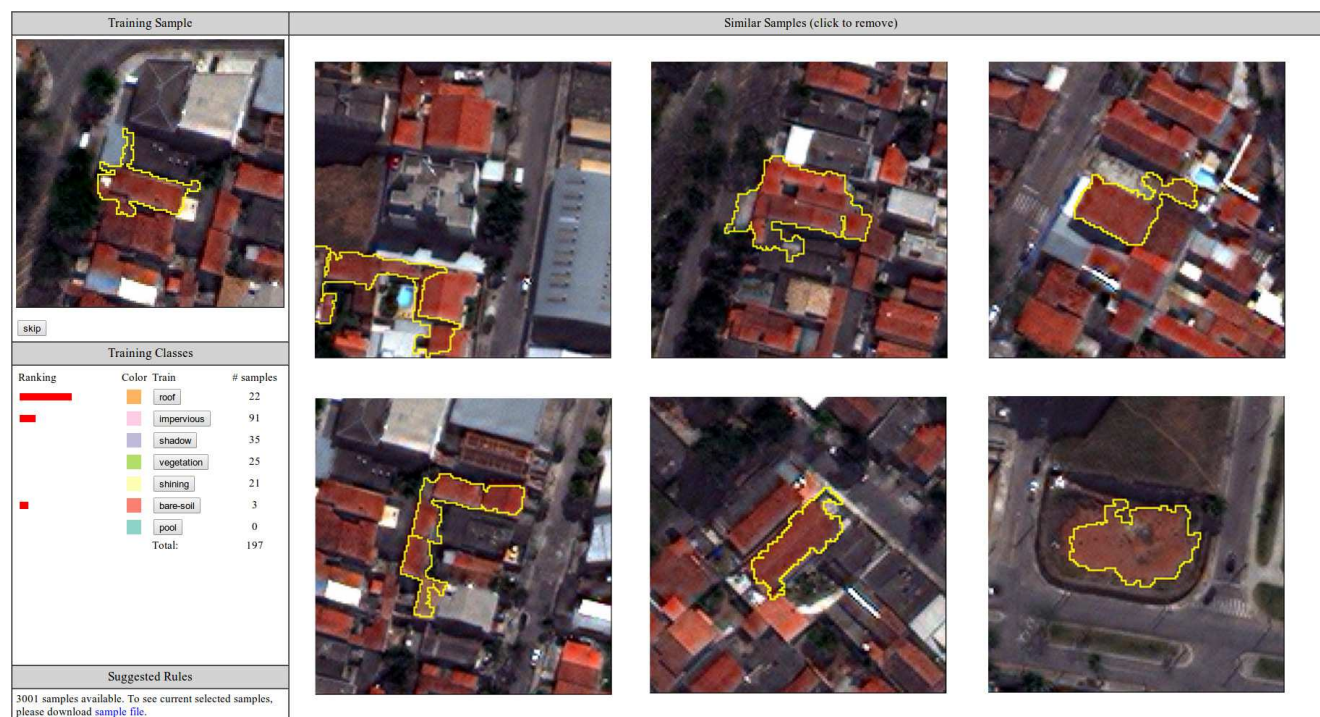 Training Sample
Similar Samples (click to remove)
skip
Training Classes
Ranking Color Train # samples
roof 22
impervious 91
shadow 35
vegetation 25
shining 21
bare-soil 3
pool 0
Total: 197
Suggested Rules
3001 samples available. To see current selected samples,
please download sample file.